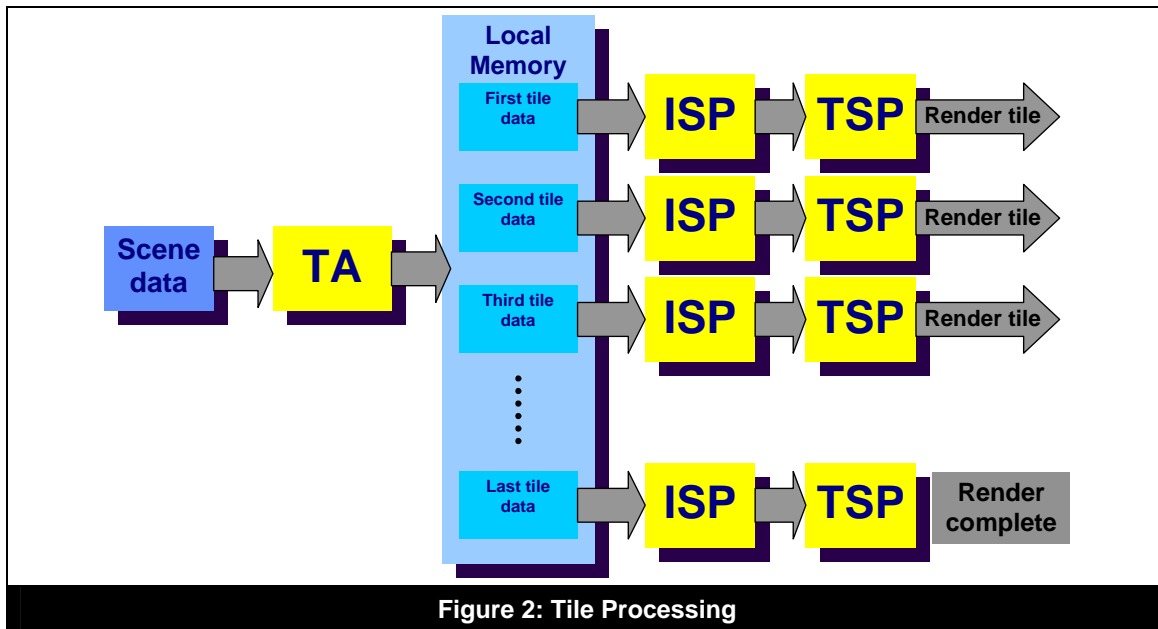 Local
Memory
First tile
data
ISP
TSP
Render tile
Second tile
data
ISP
TSP
Render tile
Scene
data
TA
Third tile
data
ISP
TSP
Render tile
Last tile
data
ISP
TSP
Render
complete
Figure 2: Tile Processing